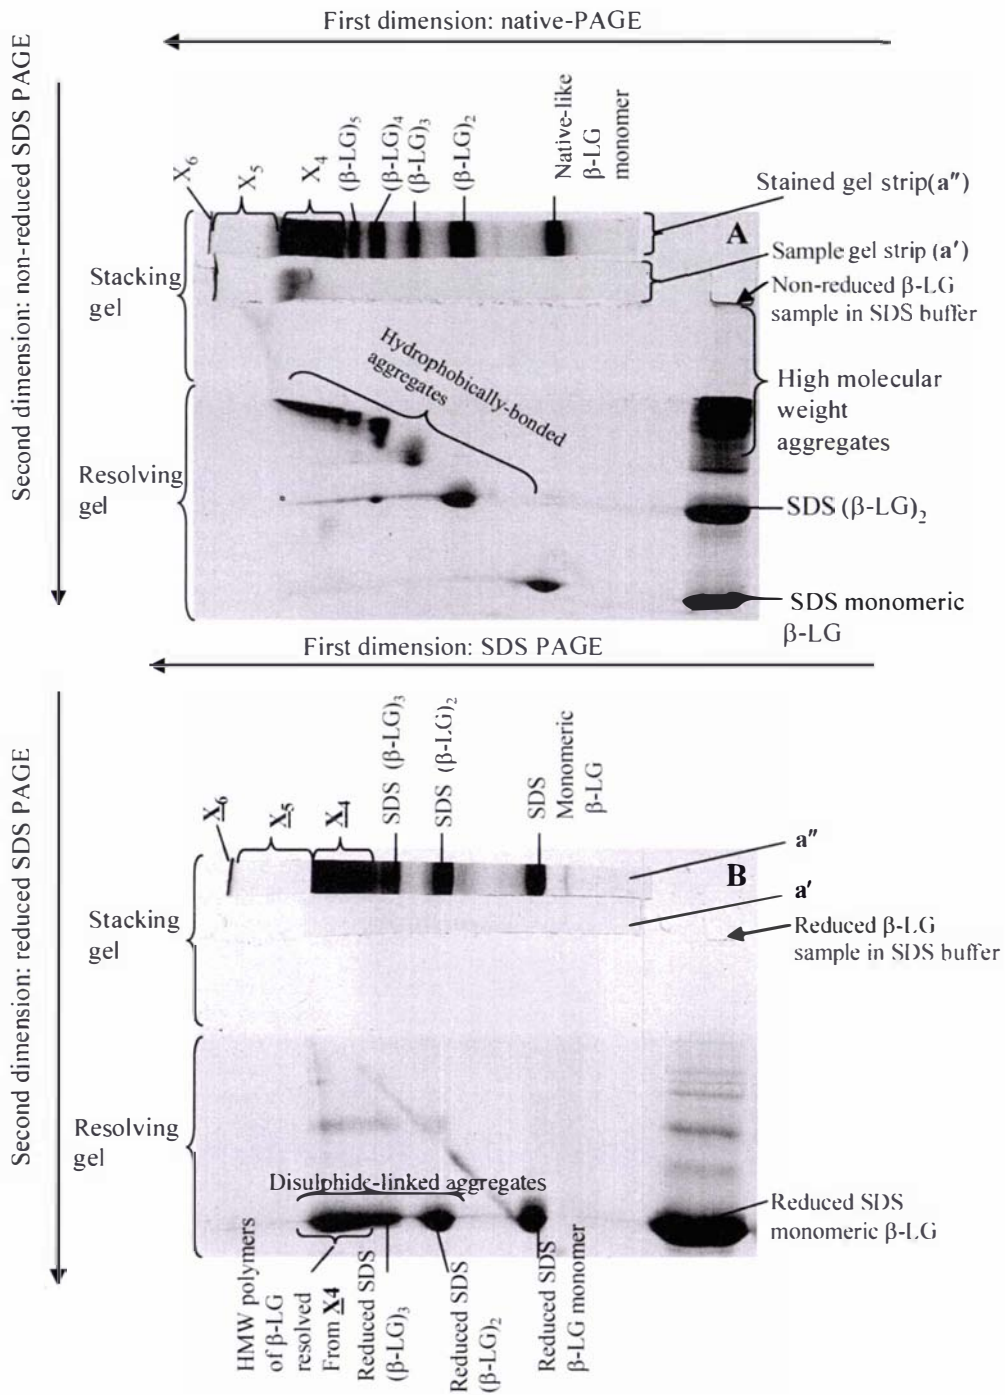 First dimension: native-PAGE
Second dimension: non-reduced SDS PAGE
X₆
X₅
X₄
(β-LG)₅
(β-LG)₄
(β-LG)₃
(β-LG)₂
Native-like
β-LG
monomer
Stained gel strip(a″)
A
Sample gel strip (a′)
Non-reduced β-LG
sample in SDS buffer
Stacking
gel
Hydrophobically-bonded
aggregates
High molecular
weight
aggregates
Resolving
gel
SDS (β-LG)₂
SDS monomeric
β-LG
First dimension: SDS PAGE
Second dimension: reduced SDS PAGE
X6
X5
X4
SDS (β-LG)₃
SDS (β-LG)₂
SDS
Monomeric
β-LG
a″
B
a′
Reduced β-LG
sample in SDS buffer
Stacking
gel
Resolving
gel
Disulphide-linked aggregates
Reduced SDS
monomeric β-LG
HMW polymers
of β-LG
resolved
From X4
Reduced SDS
(β-LG)₃
Reduced SDS
(β-LG)₂
Reduced SDS
β-LG monomer